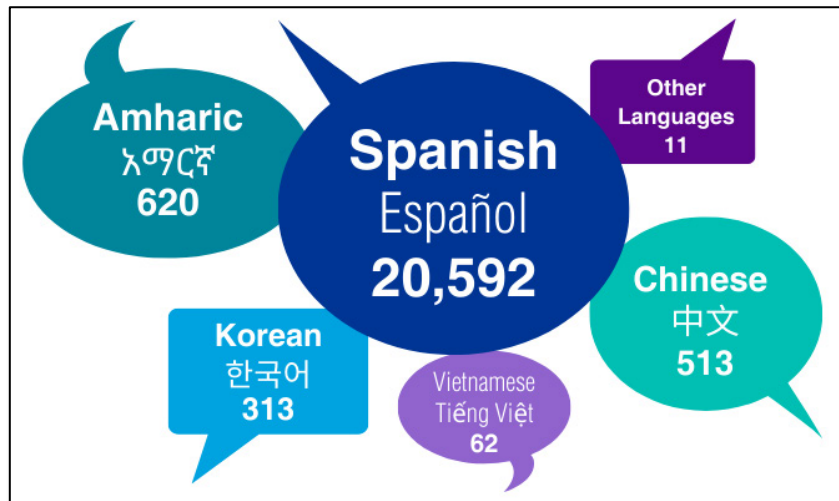 Amharic
አማርኛ
620
Spanish
Español
20,592
Other
Languages
11
Korean
한국어
313
Vietnamese
Tiếng Việt
62
Chinese
中文
513